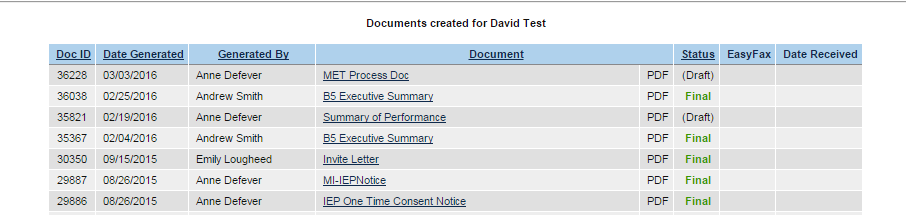 Documents created for David Test
Doc ID Date Generated Generated By Document Status EasyFax Date Received
36228 03/03/2016 Anne Defever MET Process Doc PDF (Draft)
36038 02/25/2016 Andrew Smith B5 Executive Summary PDF Final
35821 02/19/2016 Anne Defever Summary of Performance PDF (Draft)
35367 02/04/2016 Andrew Smith B5 Executive Summary PDF Final
30350 09/15/2015 Emily Lougheed Invite Letter PDF Final
29887 08/26/2015 Anne Defever MI-IEPNotice PDF Final
29886 08/26/2015 Anne Defever IEP One Time Consent Notice PDF Final